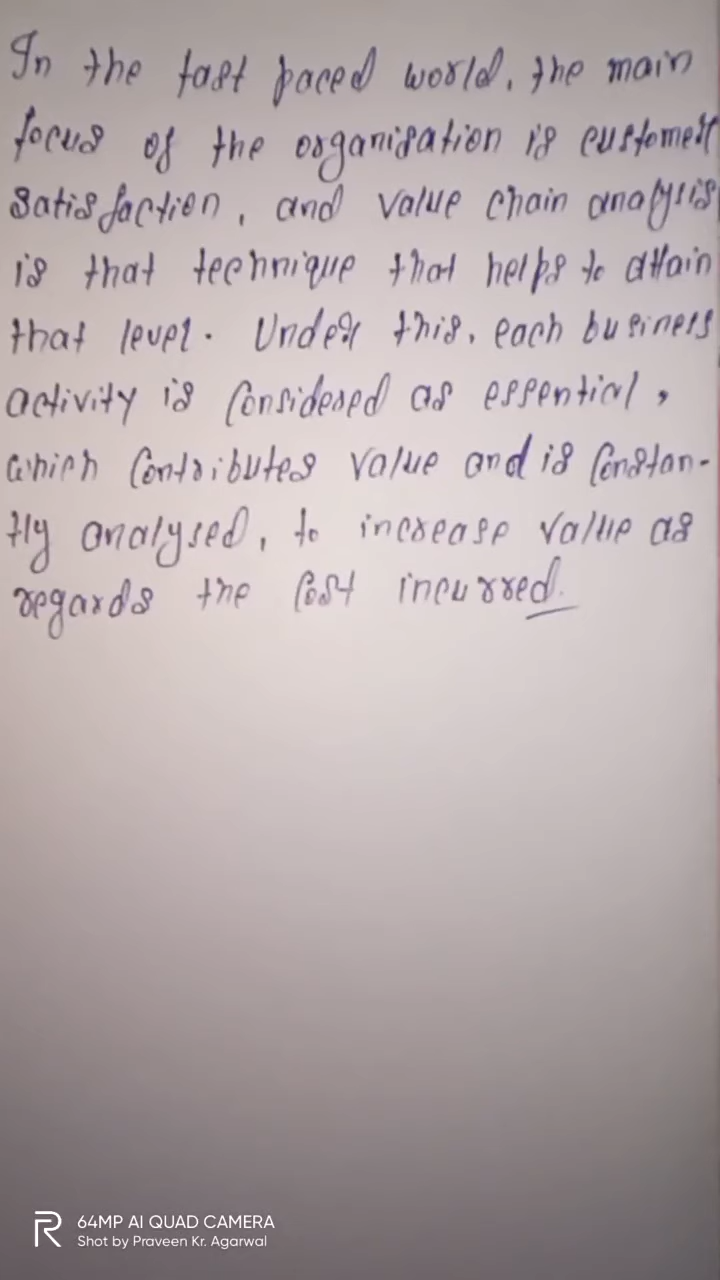 In the fast paced world, the main
focus of the organisation is customer
satisfaction, and value chain analysis
is that technique that helps to attain
that level. Under this, each business
activity is considered as essential,
which contributes value and is constan-
tly analysed, to increase value as
regards the cost incurred.
64MP AI QUAD CAMERA
Shot by Praveen Kr. Agarwal